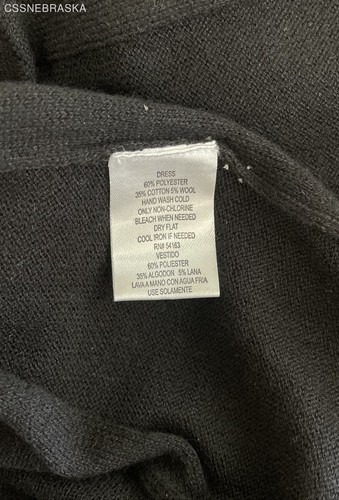 CSSNEBRASKA
DRESS
60% POLYESTER
35% COTTON 5% WOOL
HAND WASH COLD
ONLY NON-CHLORINE
BLEACH WHEN NEEDED
DRY FLAT
COOL IRON IF NEEDED
RN# 54163
VESTIDO
60% POLIESTER
35% ALGODON 5% LANA
LAVA A MANO CON AGUA FRIA
USE SOLAMENTE